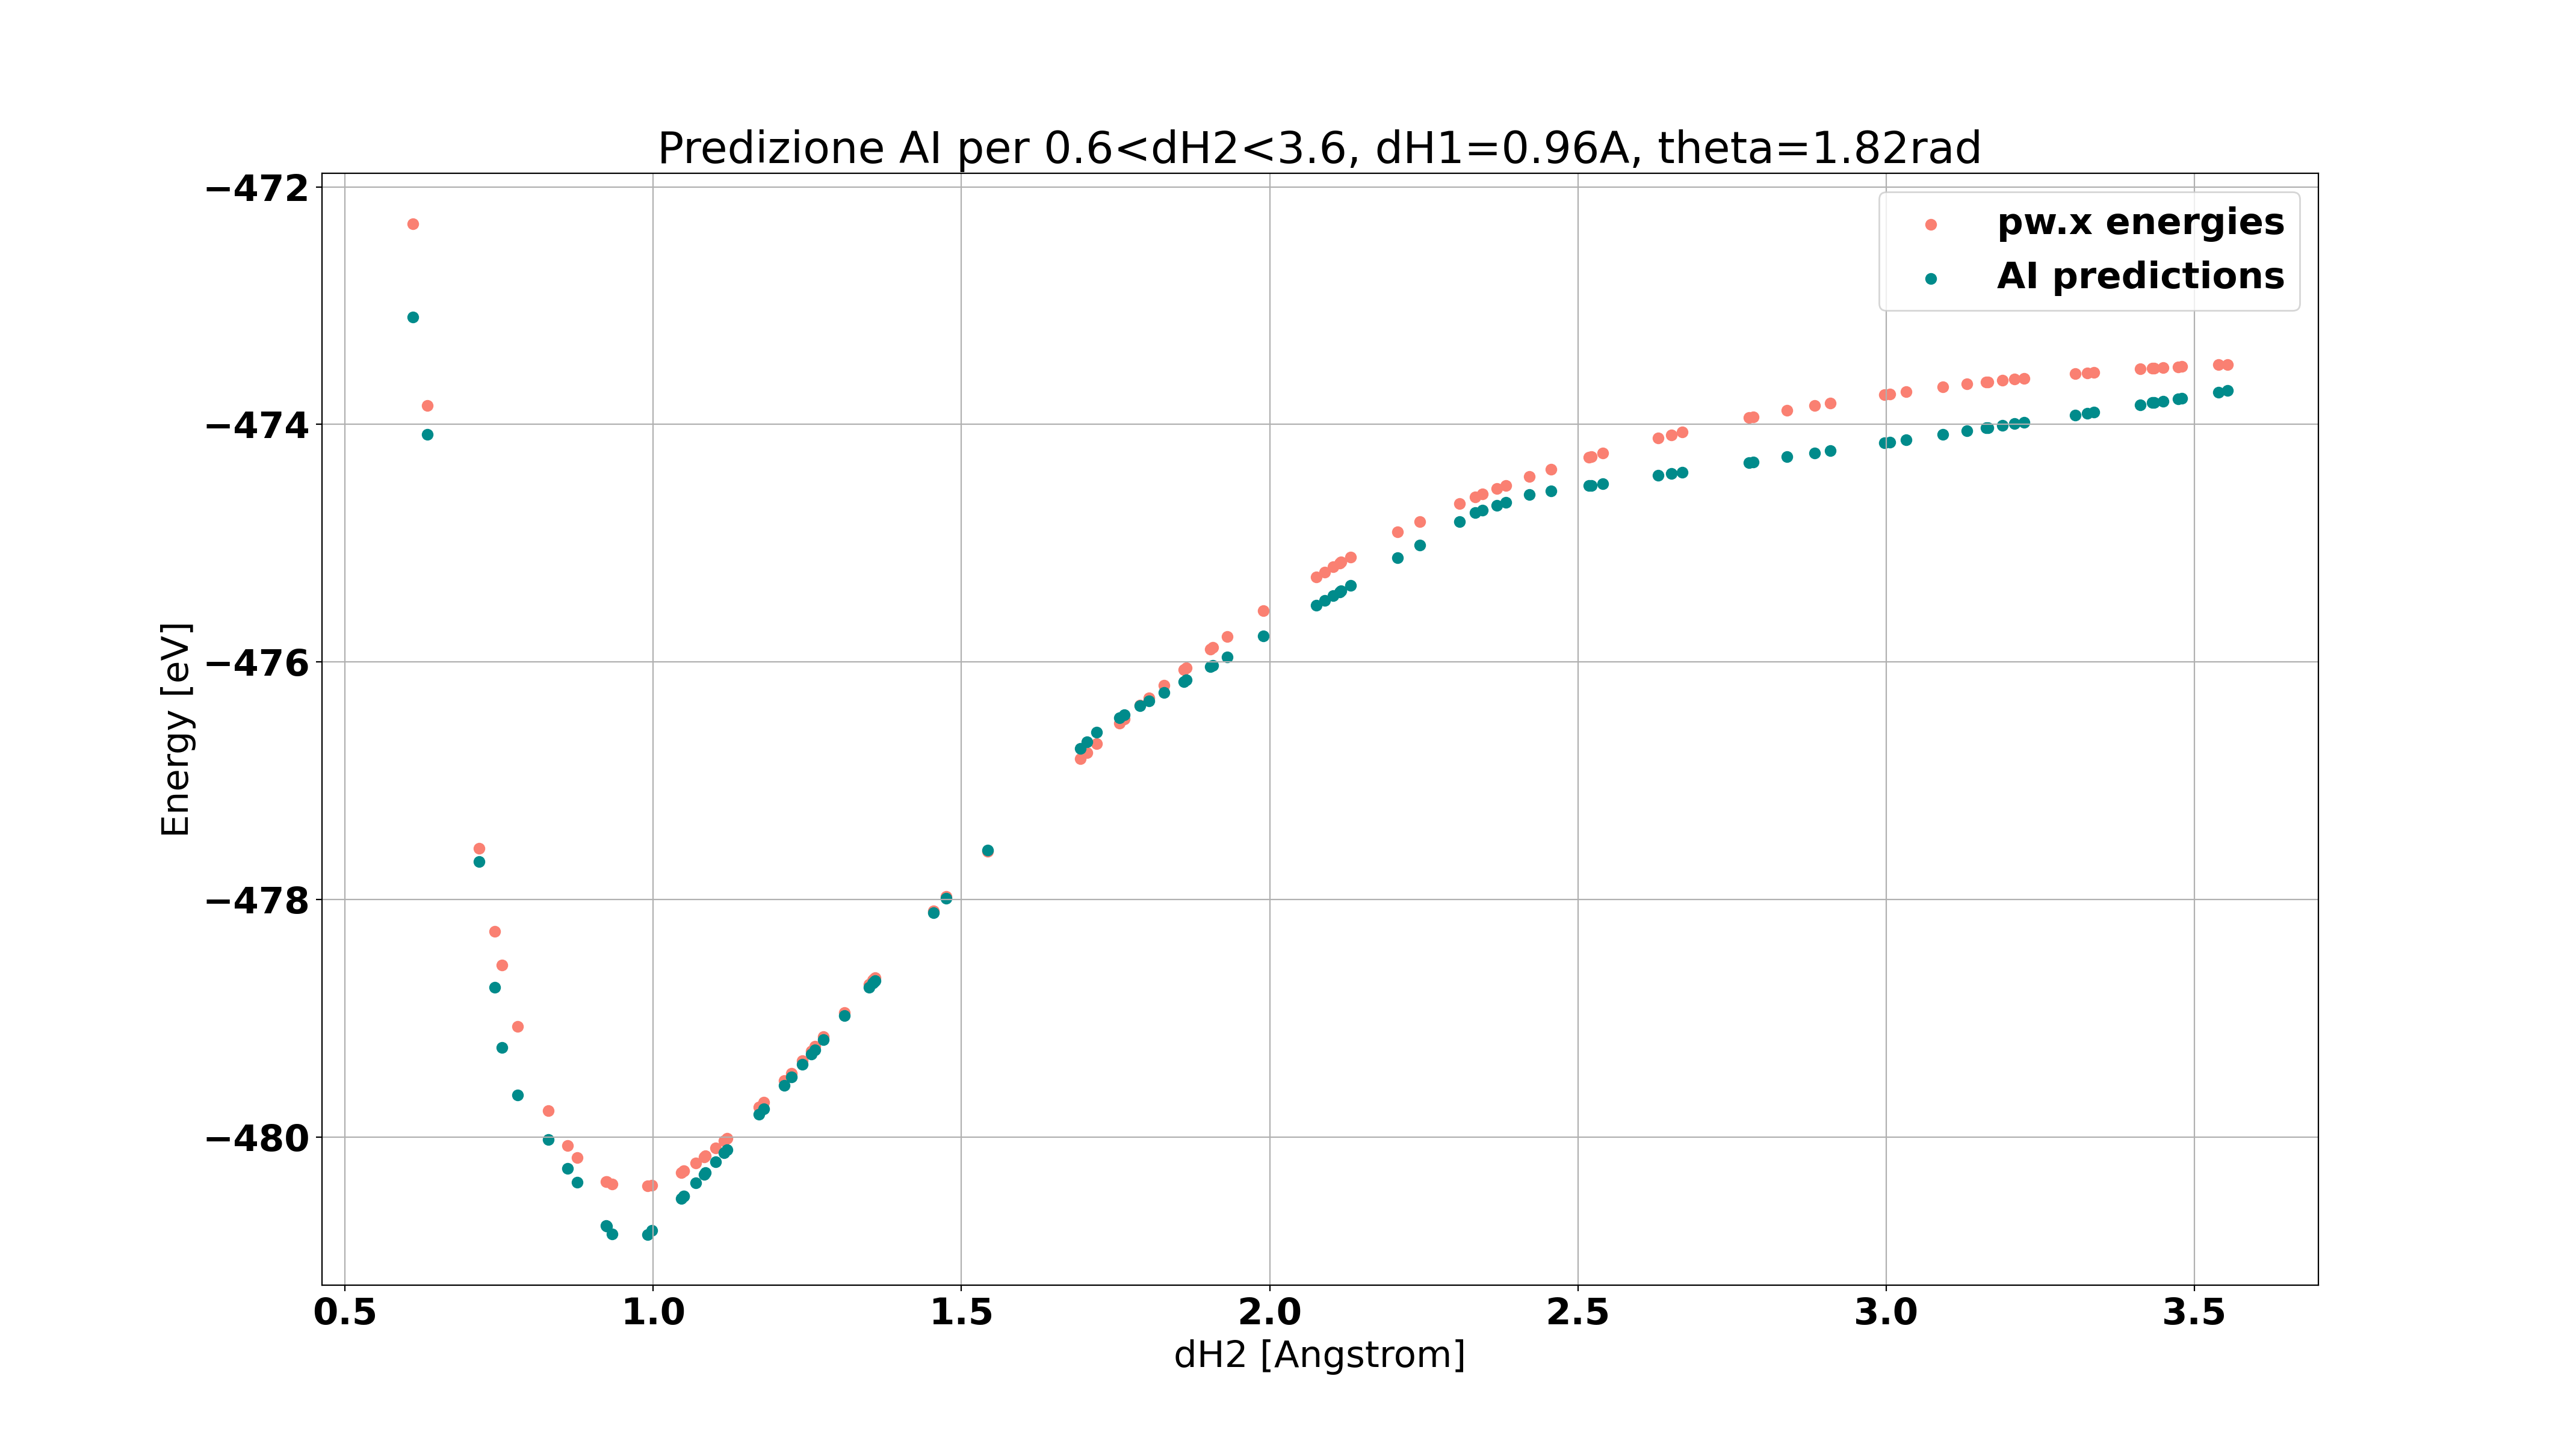 Predizione AI per 0.6<dH2<3.6, dH1=0.96A, theta=1.82rad
pw.x energies
AI predictions
−472
−474
−476
−478
−480
Energy [eV]
0.5 1.0 1.5 2.0 2.5 3.0 3.5
dH2 [Angstrom]